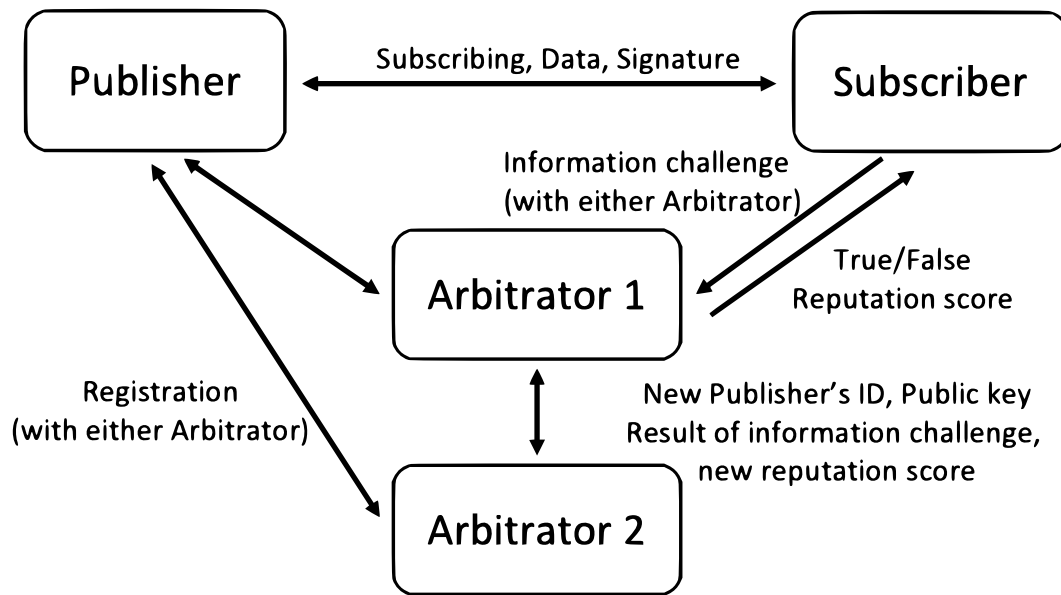 Publisher
Subscribing, Data, Signature
Subscriber
Information challenge
(with either Arbitrator)
True/False
Reputation score
Arbitrator 1
Registration
(with either Arbitrator)
New Publisher's ID, Public key
Result of information challenge,
new reputation score
Arbitrator 2